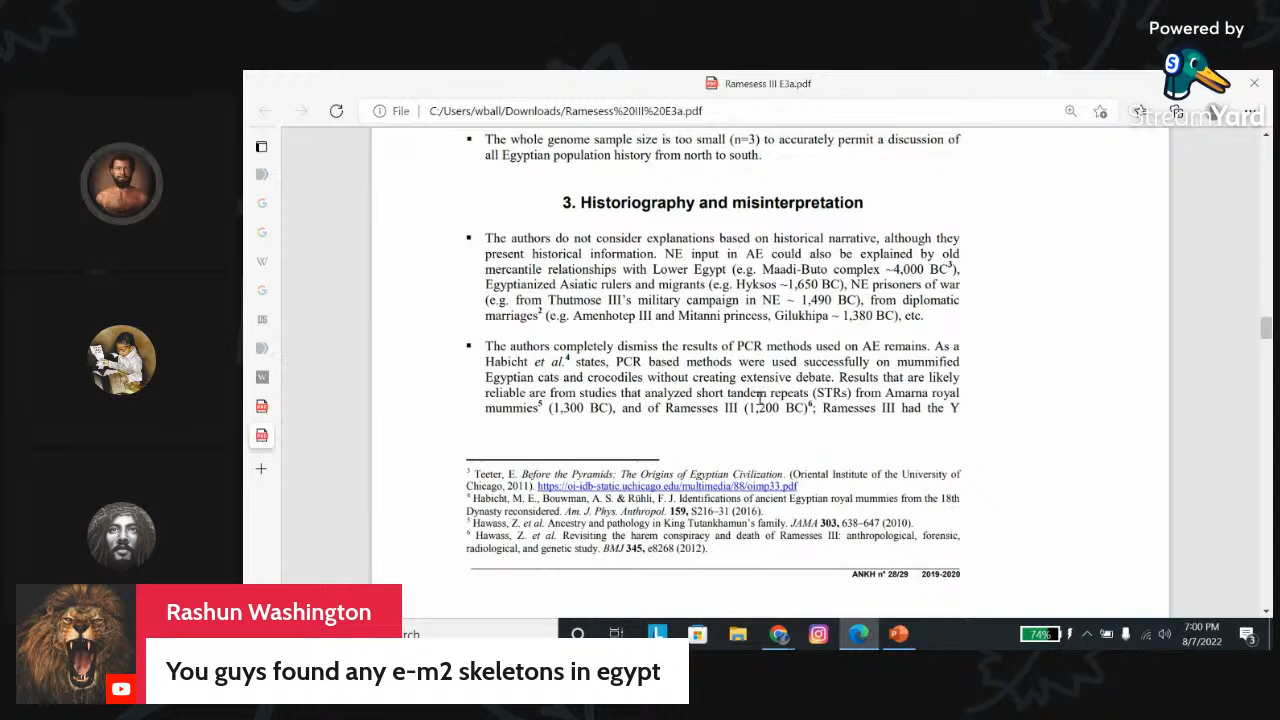 Powered by
StreamYard
Ramesess III E3a.pdf
File
C:/Users/wball/Downloads/Ramesess%20III%20E3a.pdf
▪ The whole genome sample size is too small (n=3) to accurately permit a discussion of
all Egyptian population history from north to south.
3. Historiography and misinterpretation
▪ The authors do not consider explanations based on historical narrative, although they
present historical information. NE input in AE could also be explained by old
mercantile relationships with Lower Egypt (e.g. Maadi-Buto complex ~4,000 BC³),
Egyptianized Asiatic rulers and migrants (e.g. Hyksos ~1,650 BC), NE prisoners of war
(e.g. from Thutmose III's military campaign in NE ~ 1,490 BC), from diplomatic
marriages² (e.g. Amenhotep III and Mitanni princess, Gilukhipa ~ 1,380 BC), etc.
▪ The authors completely dismiss the results of PCR methods used on AE remains. As a
Habicht et al.⁴ states, PCR based methods were used successfully on mummified
Egyptian cats and crocodiles without creating extensive debate. Results that are likely
reliable are from studies that analyzed short tandem repeats (STRs) from Amarna royal
mummies⁵ (1,300 BC), and of Ramesses III (1,200 BC)⁶; Ramesses III had the Y
³ Teeter, E. Before the Pyramids: The Origins of Egyptian Civilization. (Oriental Institute of the University of
Chicago, 2011). https://oi-idb-static.uchicago.edu/multimedia/88/oimp33.pdf
⁴ Habicht, M. E., Bouwman, A. S. & Rühli, F. J. Identifications of ancient Egyptian royal mummies from the 18th
Dynasty reconsidered. Am. J. Phys. Anthropol. 159, S216–31 (2016).
⁵ Hawass, Z. et al. Ancestry and pathology in King Tutankhamun's family. JAMA 303, 638–647 (2010).
⁶ Hawass, Z. et al. Revisiting the harem conspiracy and death of Ramesses III: anthropological, forensic,
radiological, and genetic study. BMJ 345, e8268 (2012).
ANKH n° 28/29 2019-2020
Rashun Washington
You guys found any e-m2 skeletons in egypt
arch
74%
7:00 PM
8/7/2022
3